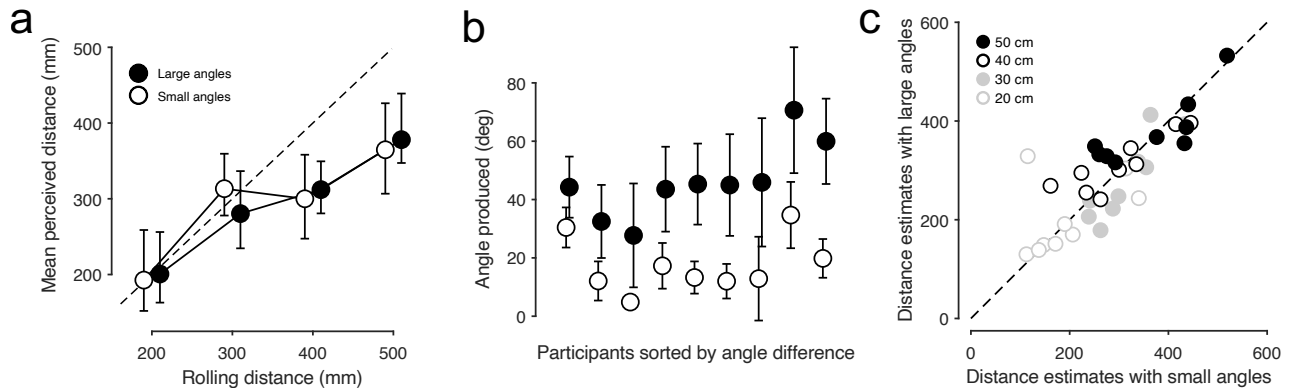 a
Mean perceived distance (mm)
500
400
300
200
Large angles
Small angles
200 300 400 500
Rolling distance (mm)
b
Angle produced (deg)
80
60
40
20
0
Participants sorted by angle difference
c
Distance estimates with large angles
600
400
200
0
50 cm
40 cm
30 cm
20 cm
0 200 400 600
Distance estimates with small angles